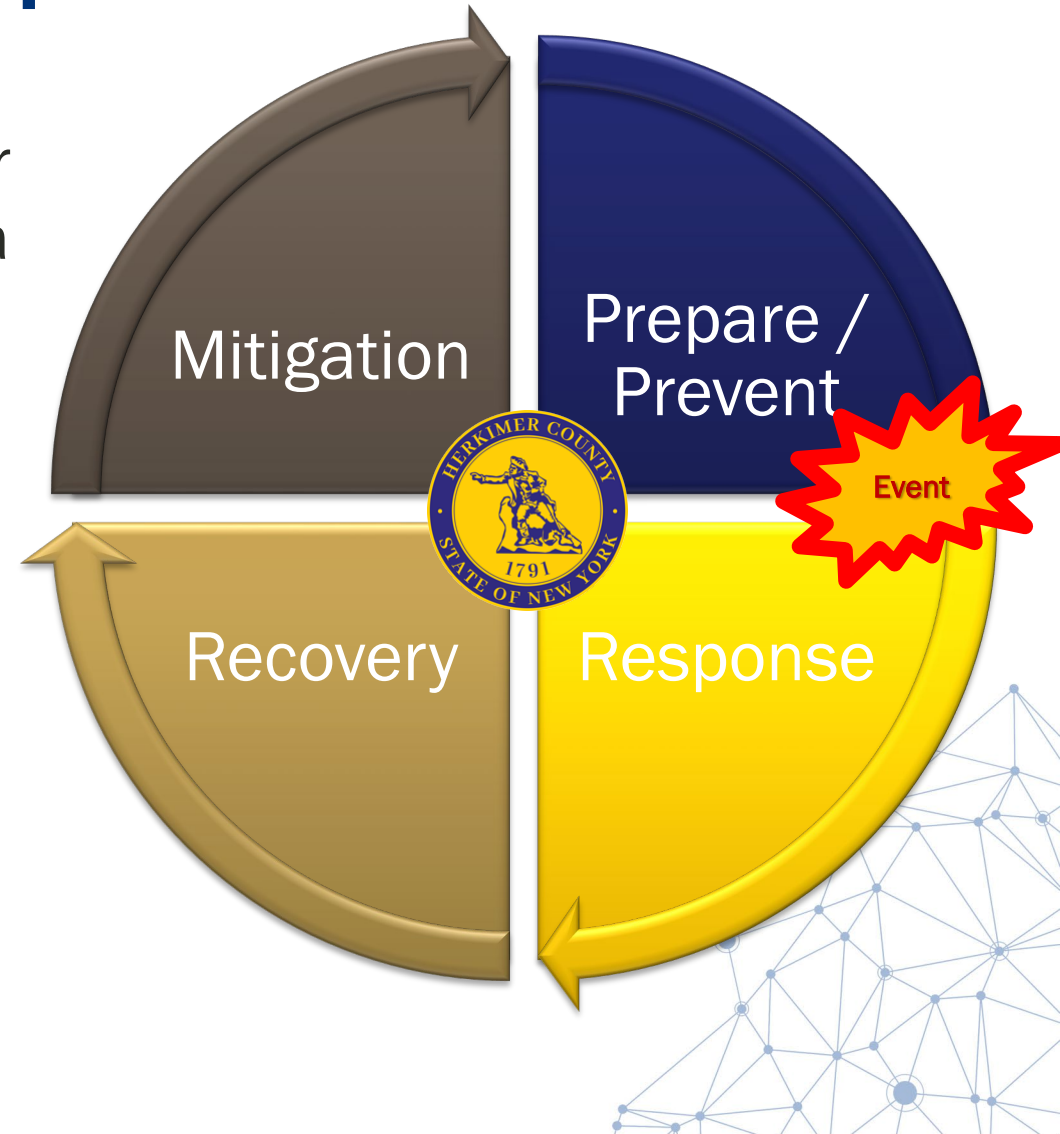 Mitigation
Prepare /
Prevent
Event
HERKIMER COUNTY
1791
STATE OF NEW YORK
Recovery
Response